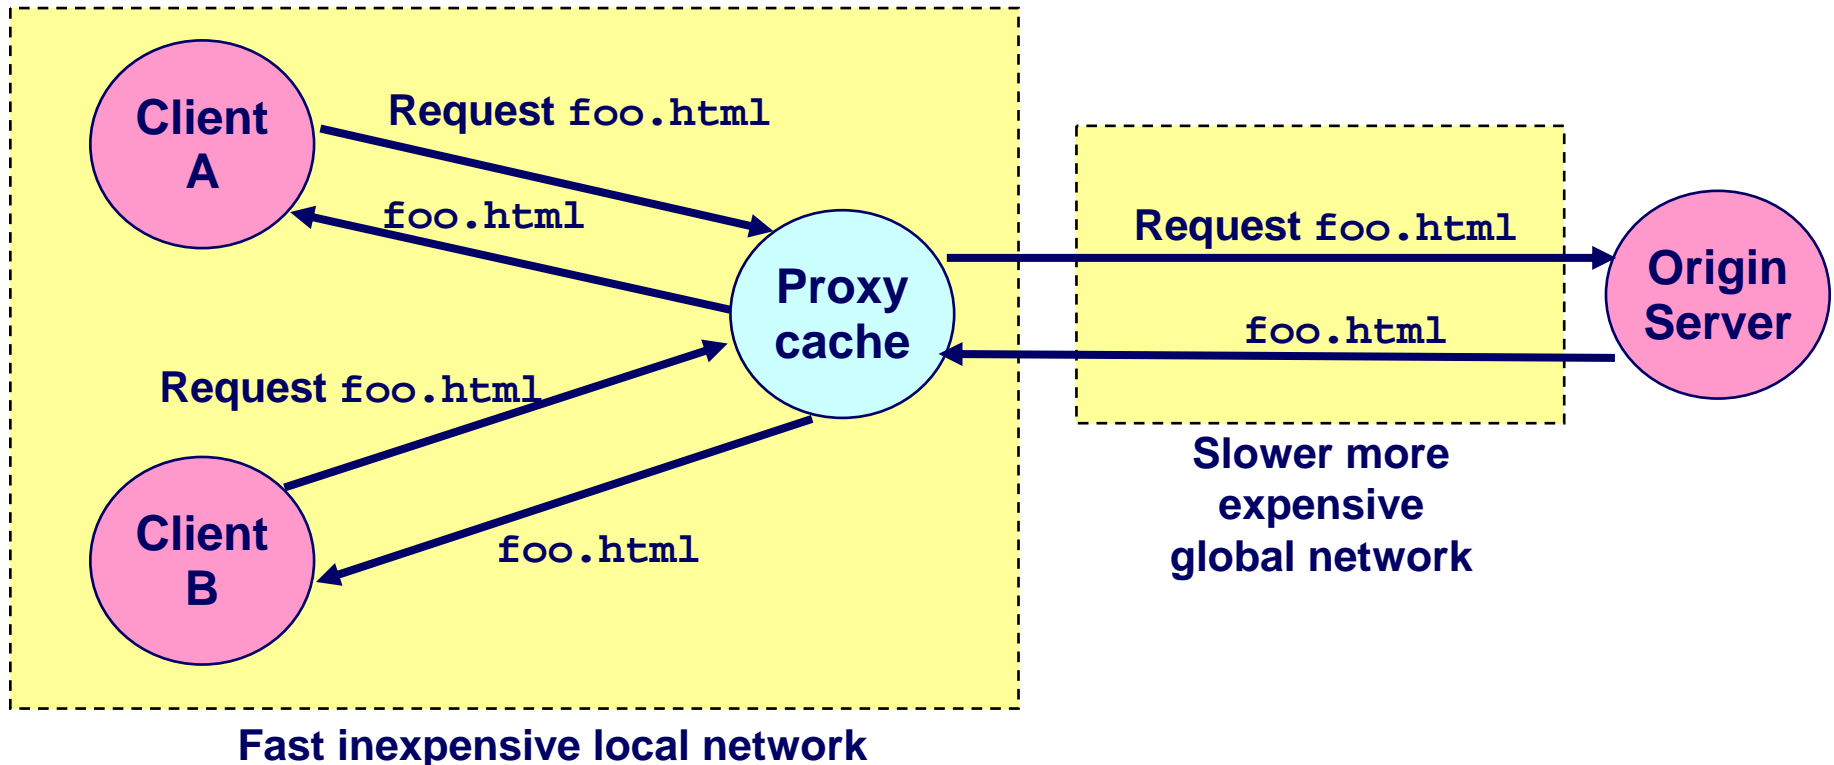 Client
A
Request foo.html
foo.html
Proxy
cache
Request foo.html
Client
B
foo.html
Request foo.html
foo.html
Origin
Server
Slower more
expensive
global network
Fast inexpensive local network